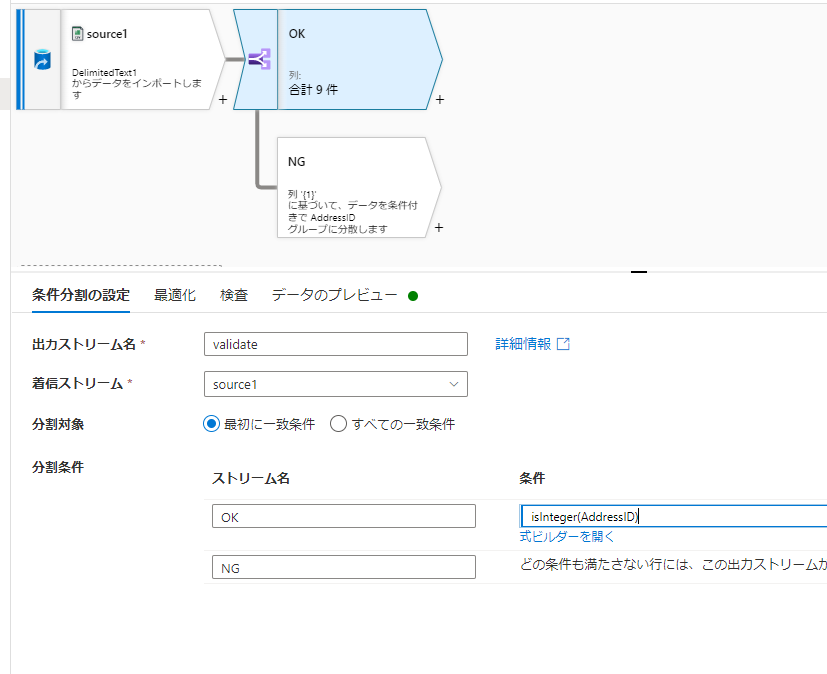 source1
DelimitedText1
からデータをインポートしま
す
+
OK
列:
合計 9 件
+
NG
列 '{1}'
に基づいて、データを条件付
きで AddressID
グループに分散します
+
条件分割の設定 最適化 検査 データのプレビュー
出力ストリーム名 * validate 詳細情報
着信ストリーム * source1
分割対象 最初に一致条件 すべての一致条件
分割条件
ストリーム名 条件
OK isInteger(AddressID)
式ビルダーを開く
NG どの条件も満たさない行には、この出力ストリームが